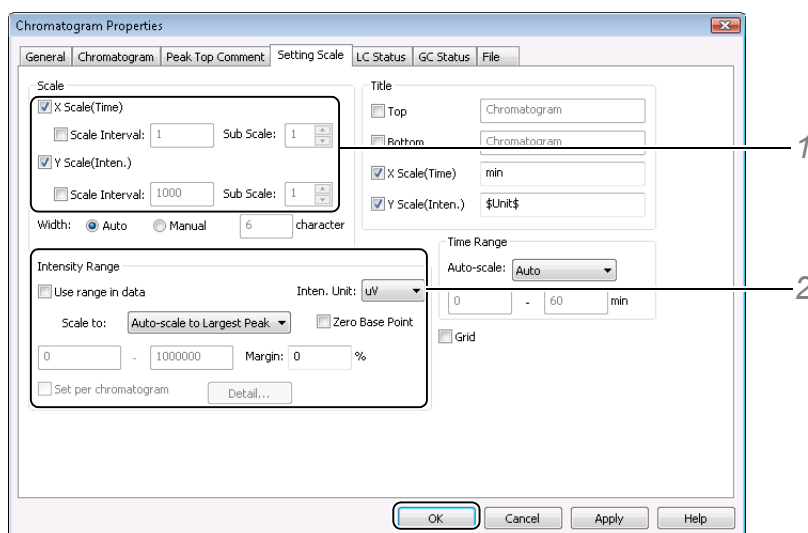 Chromatogram Properties
General Chromatogram Peak Top Comment Setting Scale LC Status GC Status File
Scale
X Scale(Time)
Scale Interval: 1 Sub Scale: 1
Y Scale(Inten.)
Scale Interval: 1000 Sub Scale: 1
Width: Auto Manual 6 character
Title
Top Chromatogram
Bottom Chromatogram
X Scale(Time) min
Y Scale(Inten.) $Unit$
1
Intensity Range
Use range in data Inten. Unit: uV
Scale to: Auto-scale to Largest Peak Zero Base Point
0 - 1000000 Margin: 0 %
Set per chromatogram Detail...
Time Range
Auto-scale: Auto
0 - 60 min
Grid
2
OK Cancel Apply Help